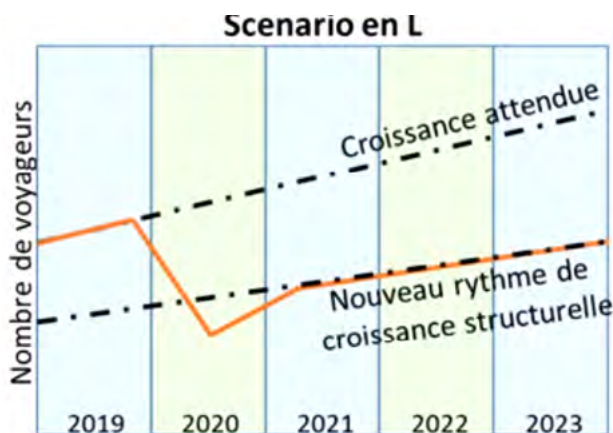 Scenario en L
Nombre de voyageurs
Croissance attendue
Nouveau rythme de
croissance structurelle
2019 2020 2021 2022 2023